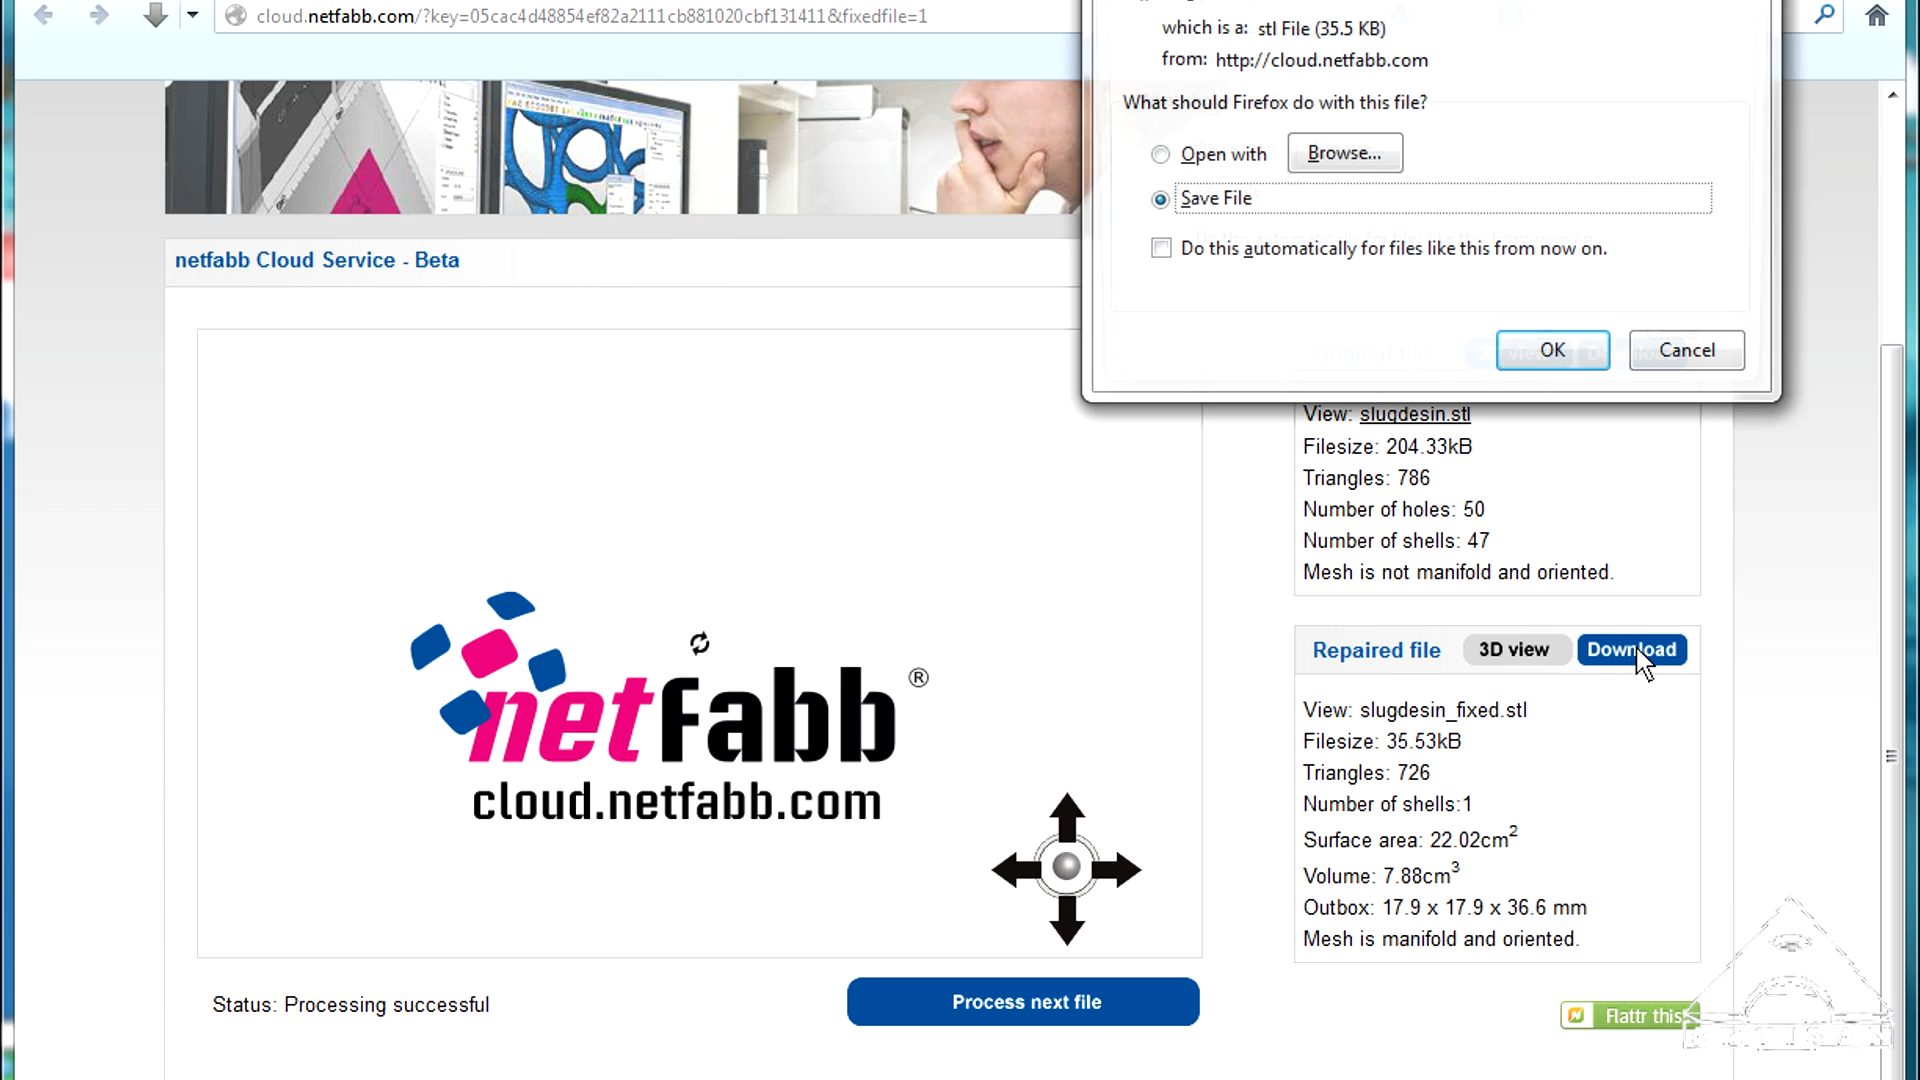 cloud.netfabb.com/?key=05cac4d48854ef82a2111cb881020cbf131411&fixedfile=1
which is a: stl File (35.5 KB)
from: http://cloud.netfabb.com
What should Firefox do with this file?
Open with Browse...
Save File
Do this automatically for files like this from now on.
OK Cancel
netfabb Cloud Service - Beta
View: slugdesin.stl
Filesize: 204.33kB
Triangles: 786
Number of holes: 50
Number of shells: 47
Mesh is not manifold and oriented.
Repaired file 3D view Download
View: slugdesin_fixed.stl
Filesize: 35.53kB
Triangles: 726
Number of shells:1
Surface area: 22.02cm2
Volume: 7.88cm3
Outbox: 17.9 x 17.9 x 36.6 mm
Mesh is manifold and oriented.
netfabb ®
cloud.netfabb.com
Status: Processing successful
Process next file
Flattr this